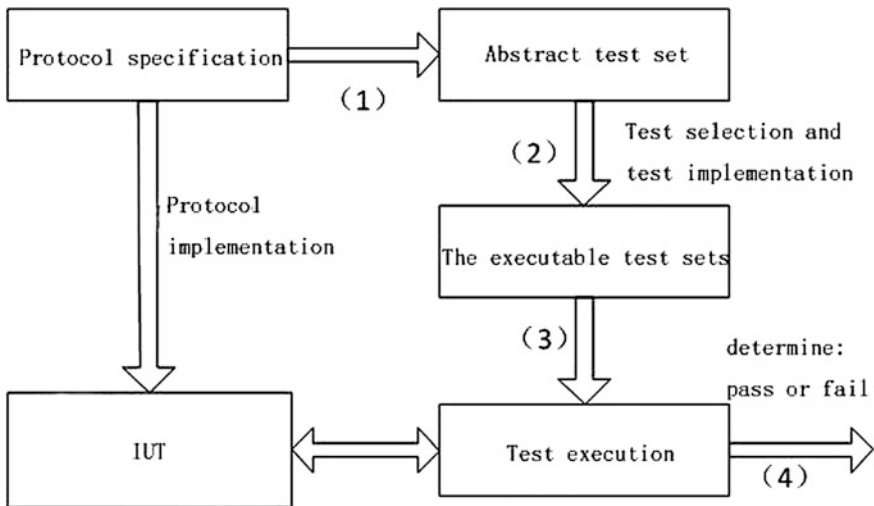 Protocol specification
(1)
Abstract test set
(2)
Test selection and
test implementation
Protocol
implementation
The executable test sets
(3)
determine:
pass or fail
IUT
Test execution
(4)